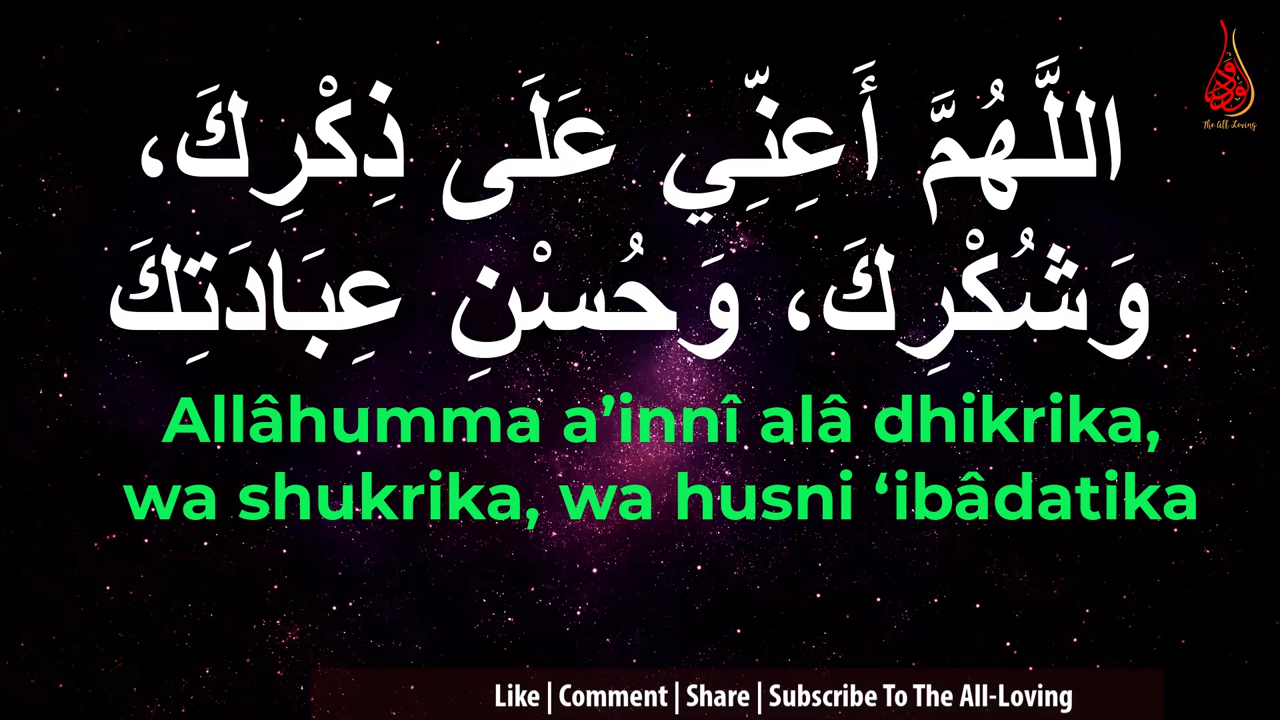 اللَّهُمَّ أَعِنِّي عَلَى ذِكْرِكَ،
وَشُكْرِكَ، وَحُسْنِ عِبَادَتِكَ
Allâhumma a’innî alâ dhikrika,
wa shukrika, wa husni ‘ibâdatika
The All Loving
Like | Comment | Share | Subscribe To The All-Loving